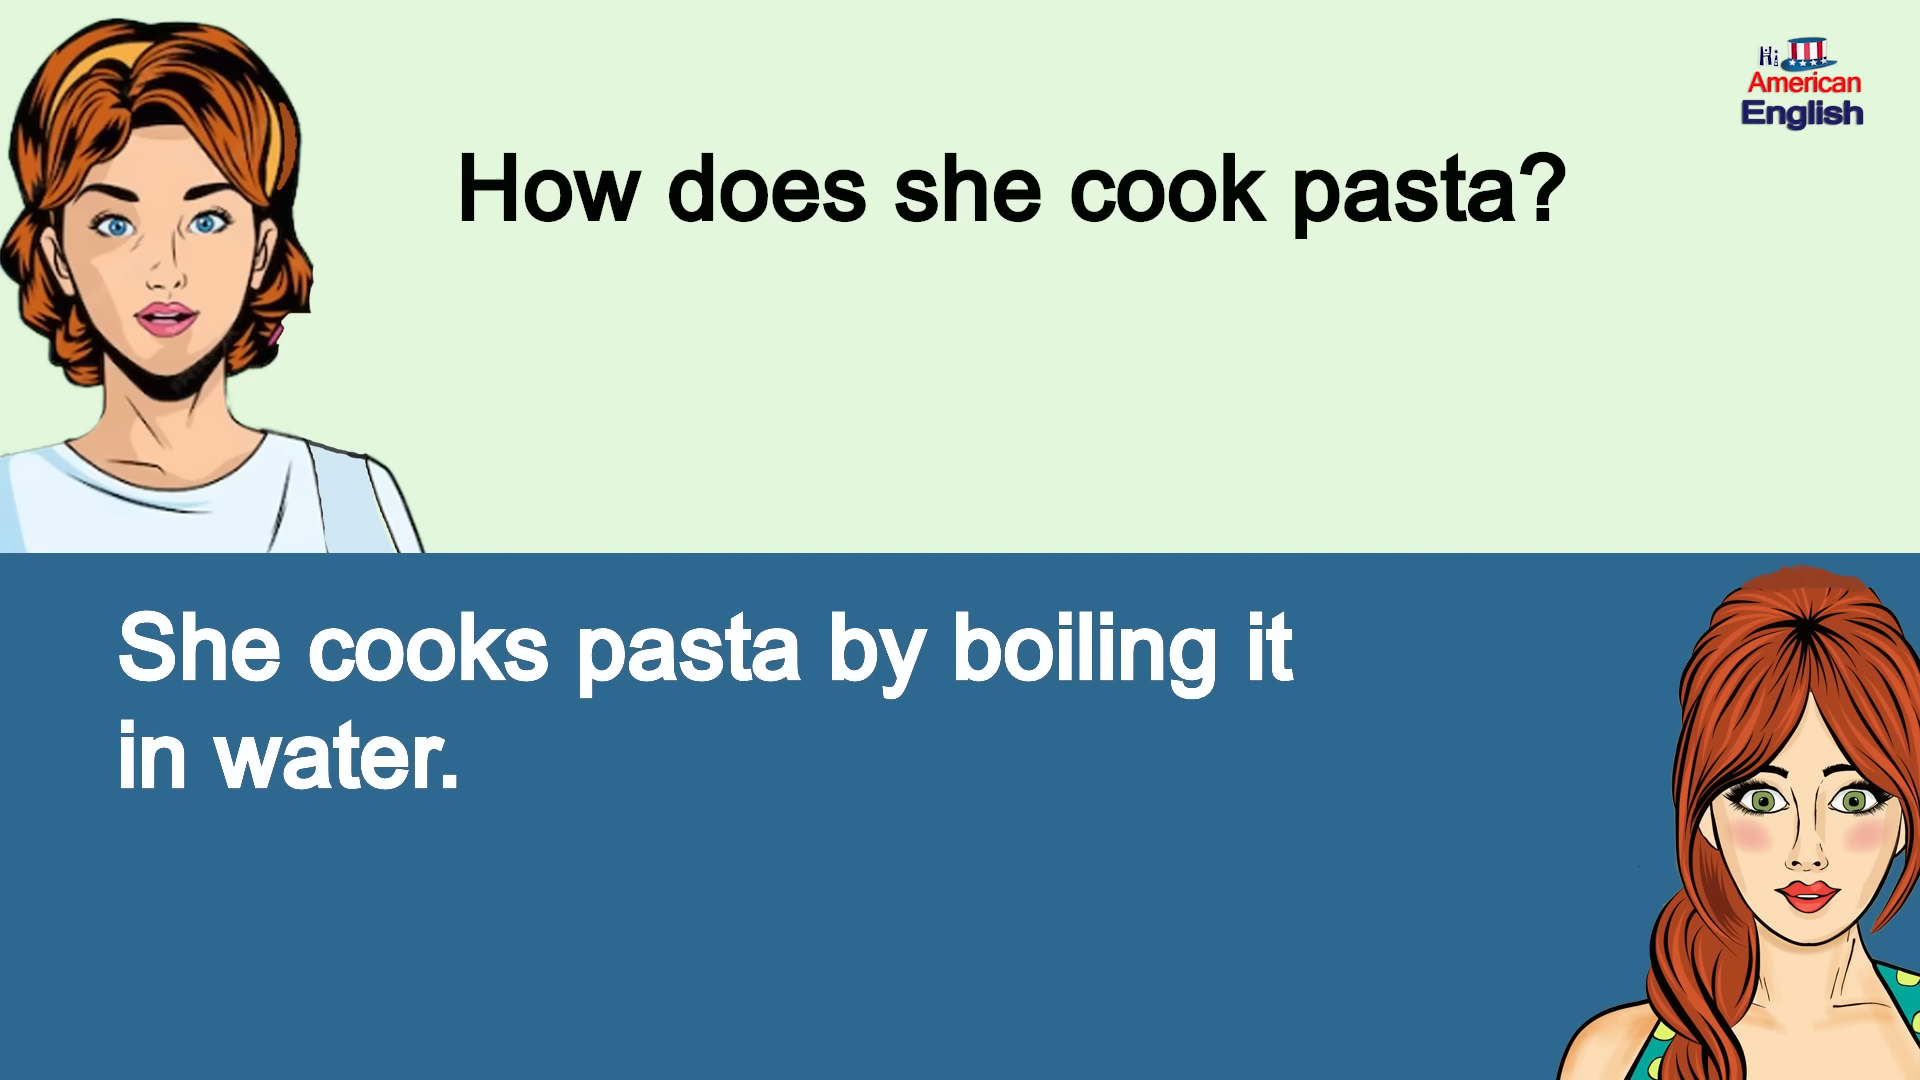 Hi
American
English
How does she cook pasta?
She cooks pasta by boiling it
in water.